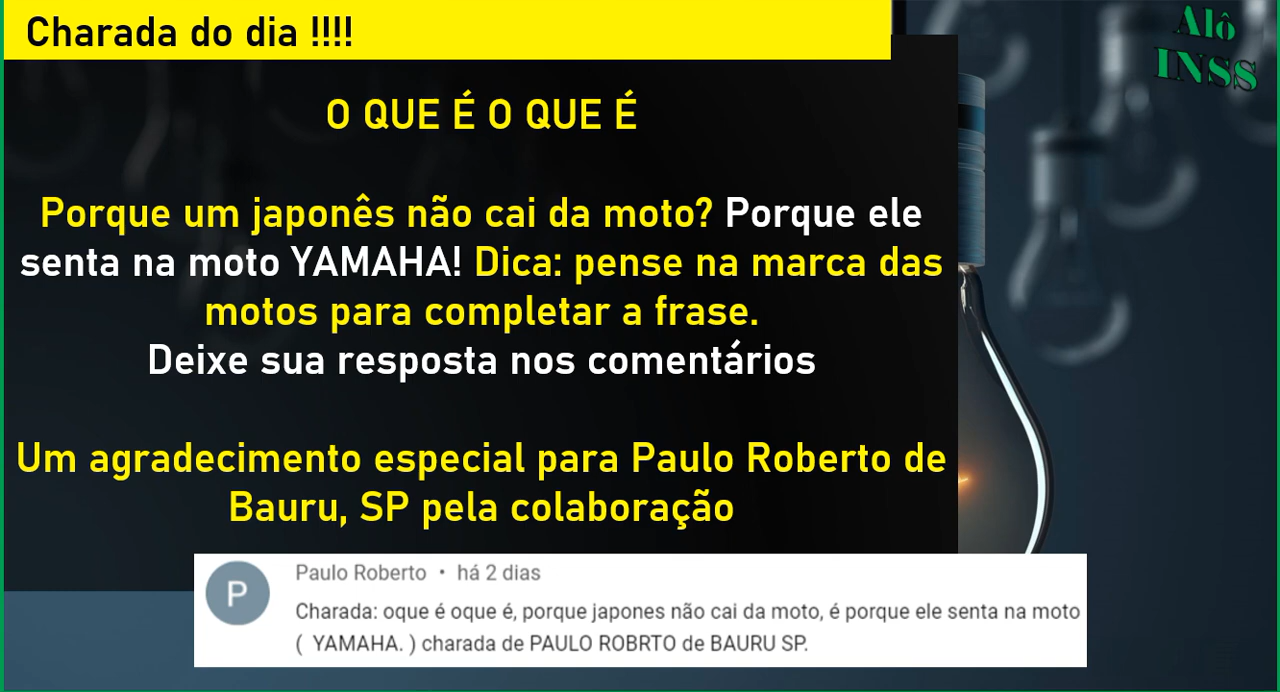 Charada do dia !!!!
Alô
INSS
O QUE É O QUE É
Porque um japonês não cai da moto? Porque ele
senta na moto YAMAHA! Dica: pense na marca das
motos para completar a frase.
Deixe sua resposta nos comentários
Um agradecimento especial para Paulo Roberto de
Bauru, SP pela colaboração
P
Paulo Roberto • há 2 dias
Charada: oque é oque é, porque japones não cai da moto, é porque ele senta na moto
( YAMAHA. ) charada de PAULO ROBRTO de BAURU SP.